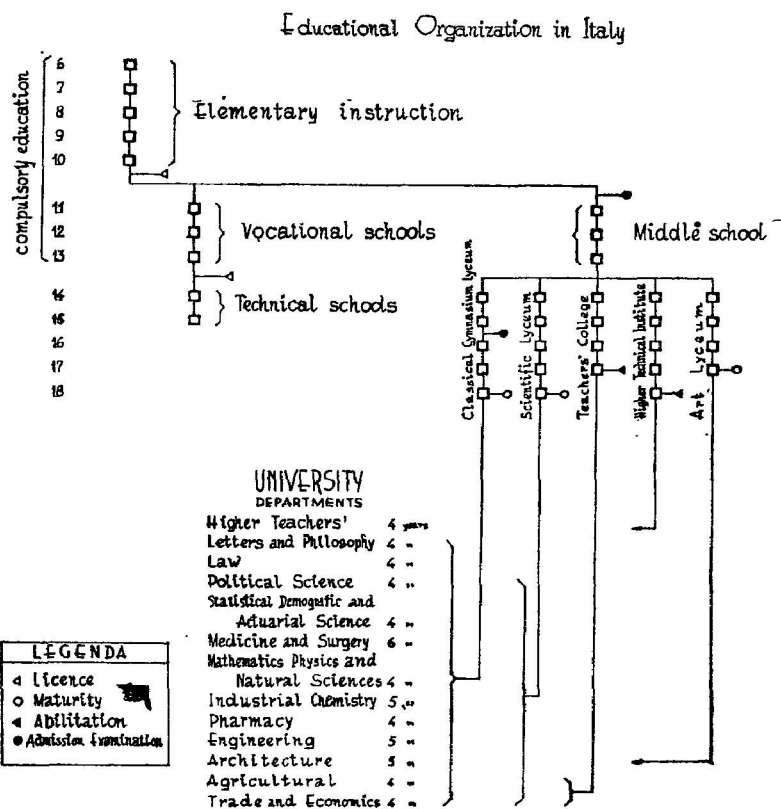 Educational Organization in Italy
compulsory education
6
7
8
9
10
Elementary instruction
11
12
13
Vocational schools
Middle school
14
15
16
17
18
Technical schools
Classical Gymnasium lyceum
Scientific Lyceum
Teachers' College
Higher Technical Institute
Art Lyceum
UNIVERSITY
DEPARTMENTS
Higher Teachers' 4 years
Letters and Philosophy 4 "
Law 4 "
Political Science 4 "
Statistical Demografic and
Actuarial Science 4 "
Medicine and Surgery 6 "
Mathematics Physics and
Natural Sciences 4 "
Industrial Chemistry 5 "
Pharmacy 4 "
Engineering 5 "
Architecture 5 "
Agricultural 4 "
Trade and Economics 4 "
LEGENDA
Licence
Maturity
Abilitation
Admission Examination